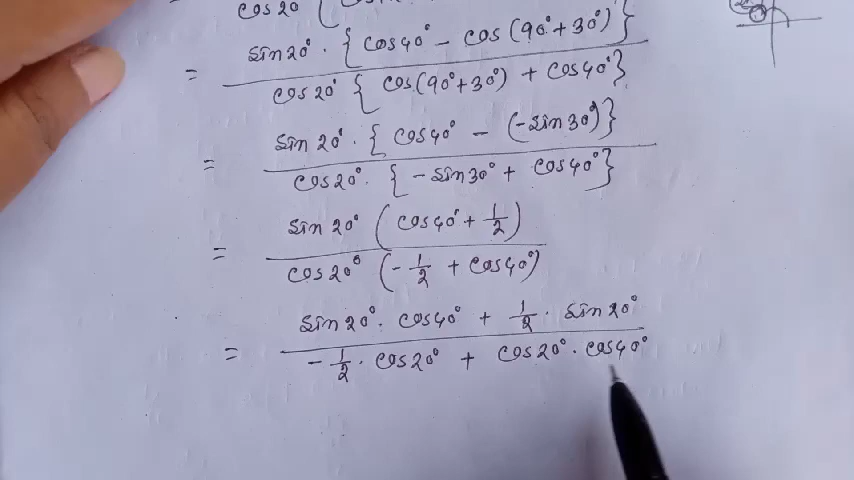 cos 20
sin 20° · { cos 40° - cos (90° + 30°) }
= cos 20° { cos (90° + 30°) + cos 40° }
sin 20° · { cos 40° - (- sin 30°) }
= cos 20° · { - sin 30° + cos 40° }
sin 20° ( cos 40° + 1/2 )
= cos 20° ( - 1/2 + cos 40° )
sin 20° · cos 40° + 1/2 · sin 20°
= - 1/2 · cos 20° + cos 20° · cos 40°